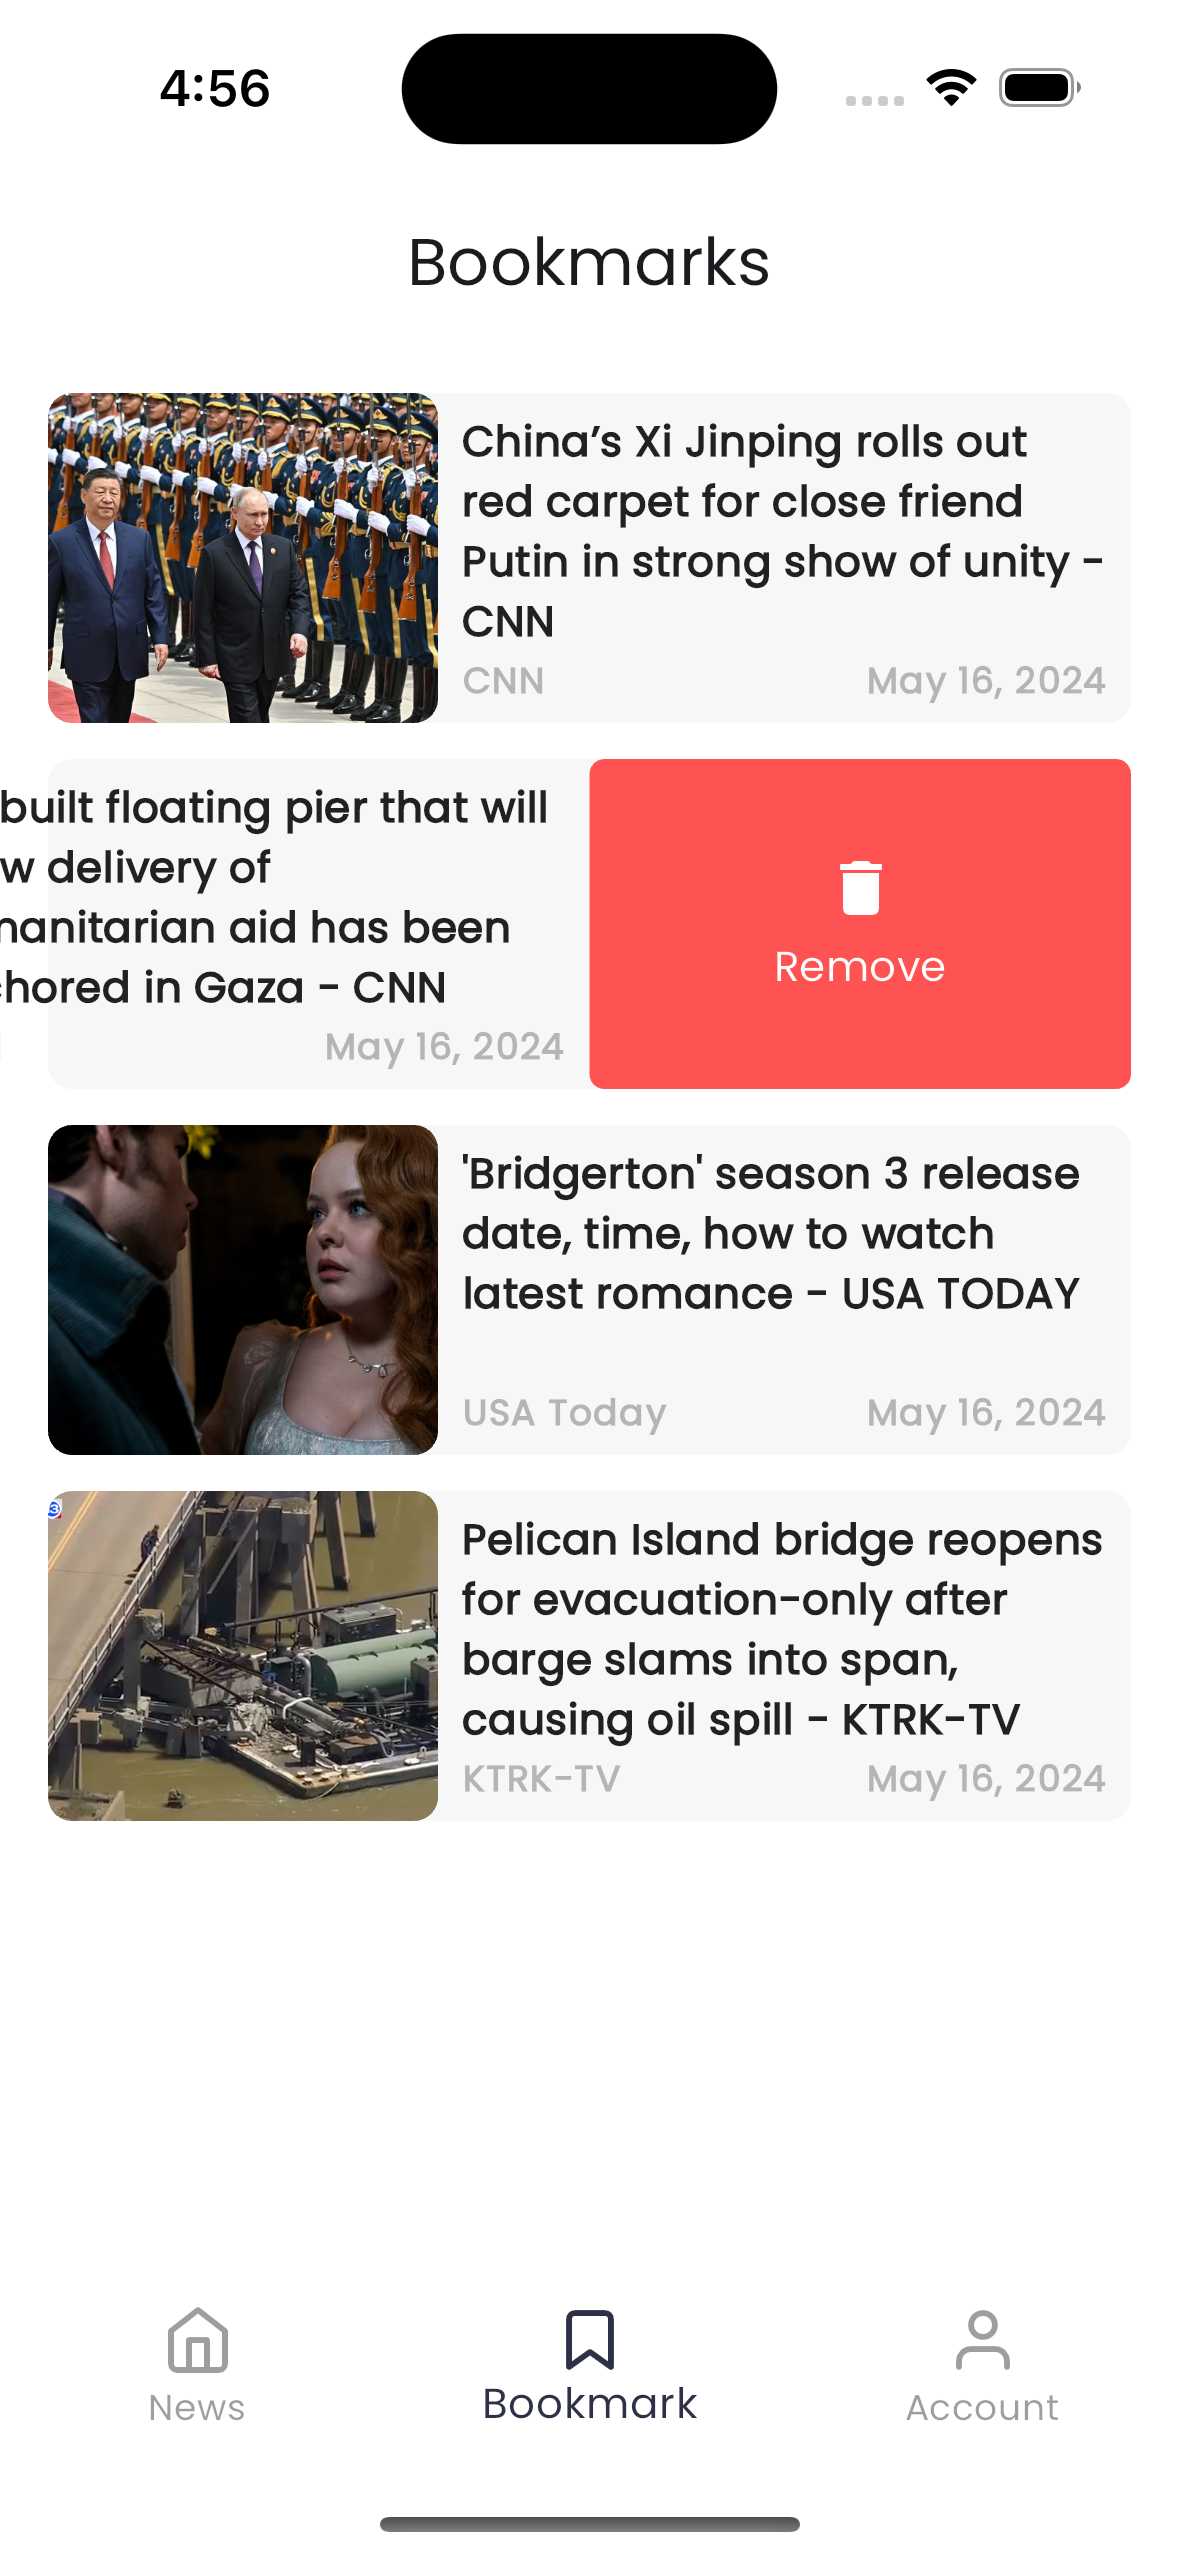 4:56
Bookmarks
China’s Xi Jinping rolls out
red carpet for close friend
Putin in strong show of unity -
CNN
CNN May 16, 2024
built floating pier that will
delivery of
aid has been
in Gaza - CNN
May 16, 2024
Remove
'Bridgerton' season 3 release
date, time, how to watch
latest romance - USA TODAY
USA Today May 16, 2024
3
Pelican Island bridge reopens
for evacuation-only after
barge slams into span,
causing oil spill - KTRK-TV
KTRK-TV May 16, 2024
News Bookmark Account